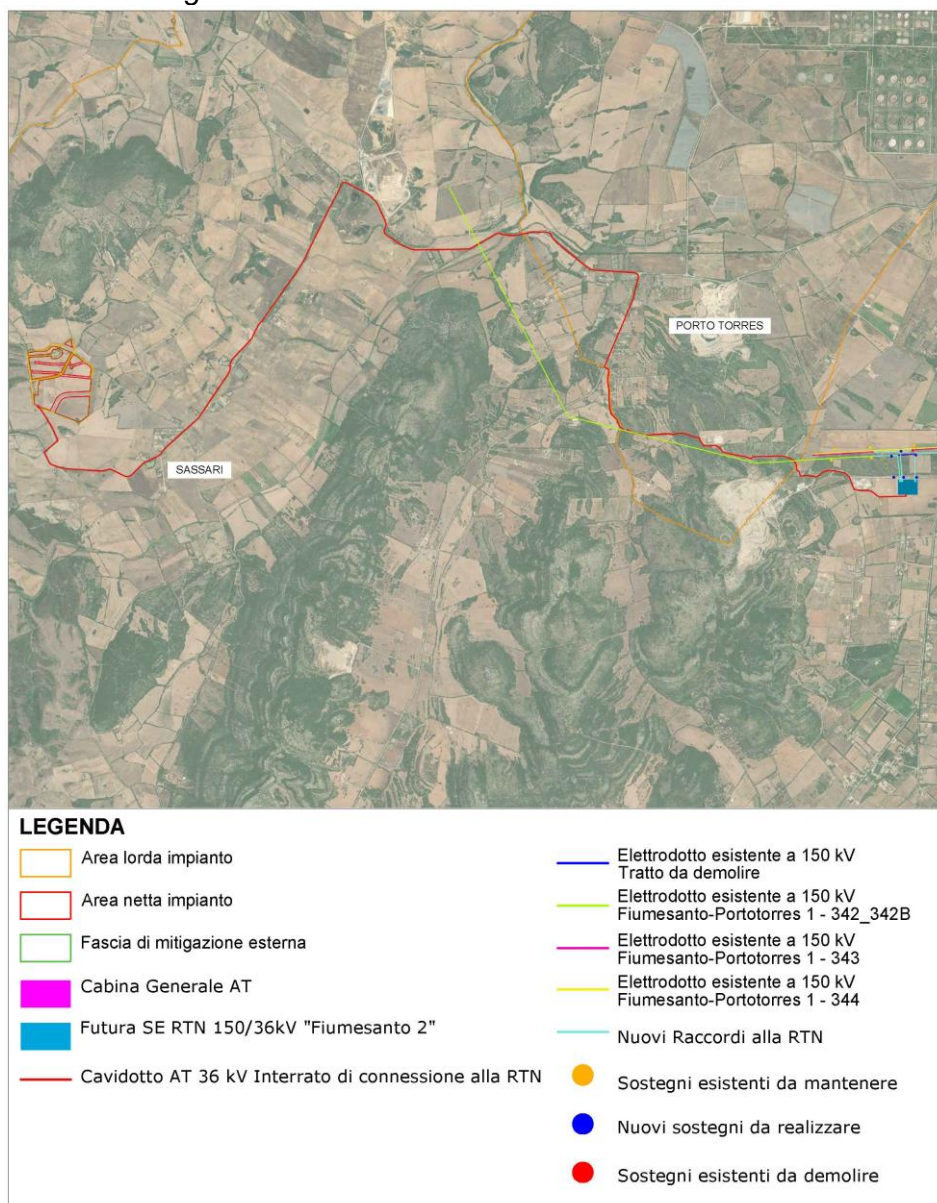 PORTO TORRES
SASSARI
LEGENDA
Area lorda impianto
Area netta impianto
Fascia di mitigazione esterna
Cabina Generale AT
Futura SE RTN 150/36kV "Fiumesanto 2"
Cavidotto AT 36 kV Interrato di connessione alla RTN
Elettrodotto esistente a 150 kV
Tratto da demolire
Elettrodotto esistente a 150 kV
Fiumesanto-Portotorres 1 - 342_342B
Elettrodotto esistente a 150 kV
Fiumesanto-Portotorres 1 - 343
Elettrodotto esistente a 150 kV
Fiumesanto-Portotorres 1 - 344
Nuovi Raccordi alla RTN
Sostegni esistenti da mantenere
Nuovi sostegni da realizzare
Sostegni esistenti da demolire